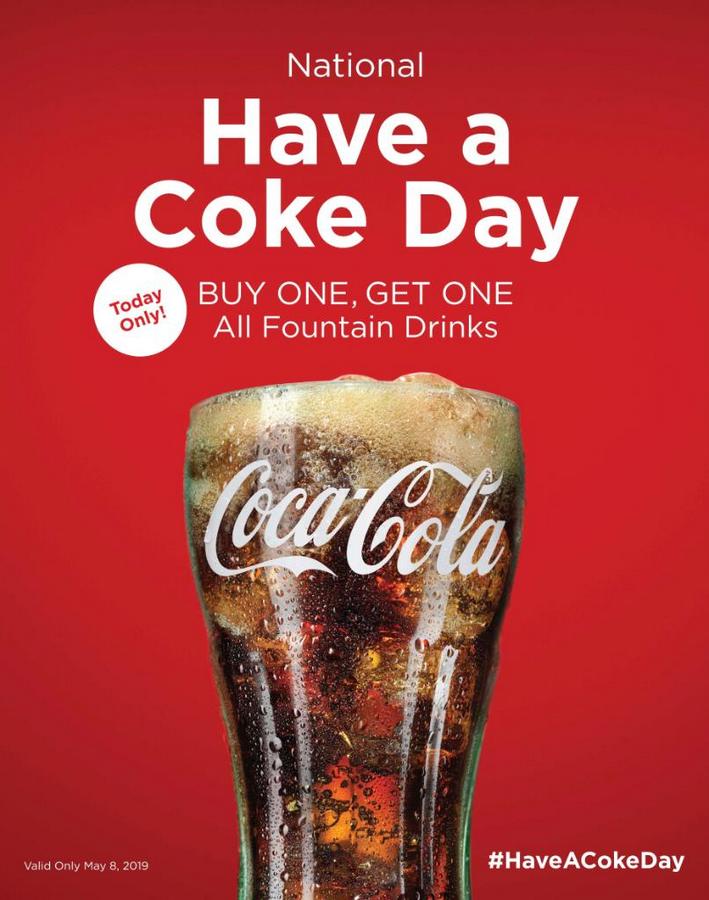 National
Have a
Coke Day
Today
Only!
BUY ONE, GET ONE
All Fountain Drinks
Coca-Cola
Valid Only May 8, 2019
#HaveACokeDay